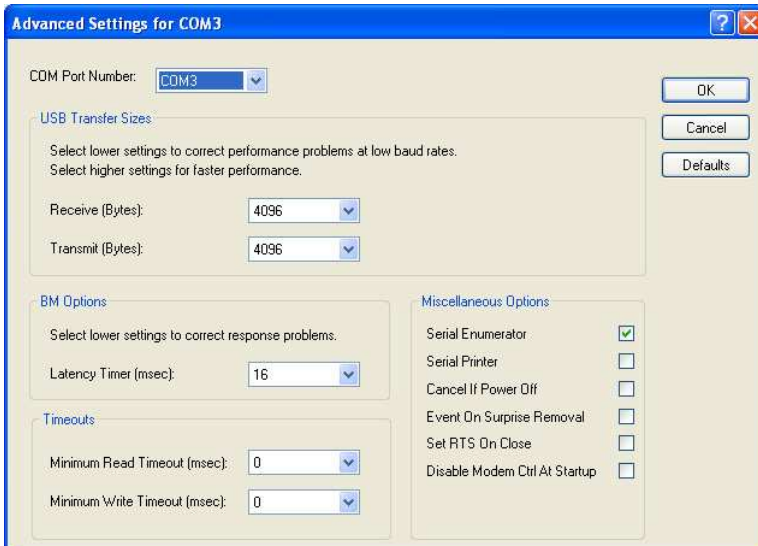 Advanced Settings for COM3
COM Port Number: COM3
OK
Cancel
Defaults
USB Transfer Sizes
Select lower settings to correct performance problems at low baud rates.
Select higher settings for faster performance.
Receive (Bytes): 4096
Transmit (Bytes): 4096
BM Options
Select lower settings to correct response problems.
Latency Timer (msec): 16
Timeouts
Minimum Read Timeout (msec): 0
Minimum Write Timeout (msec): 0
Miscellaneous Options
Serial Enumerator
Serial Printer
Cancel If Power Off
Event On Surprise Removal
Set RTS On Close
Disable Modem Ctrl At Startup